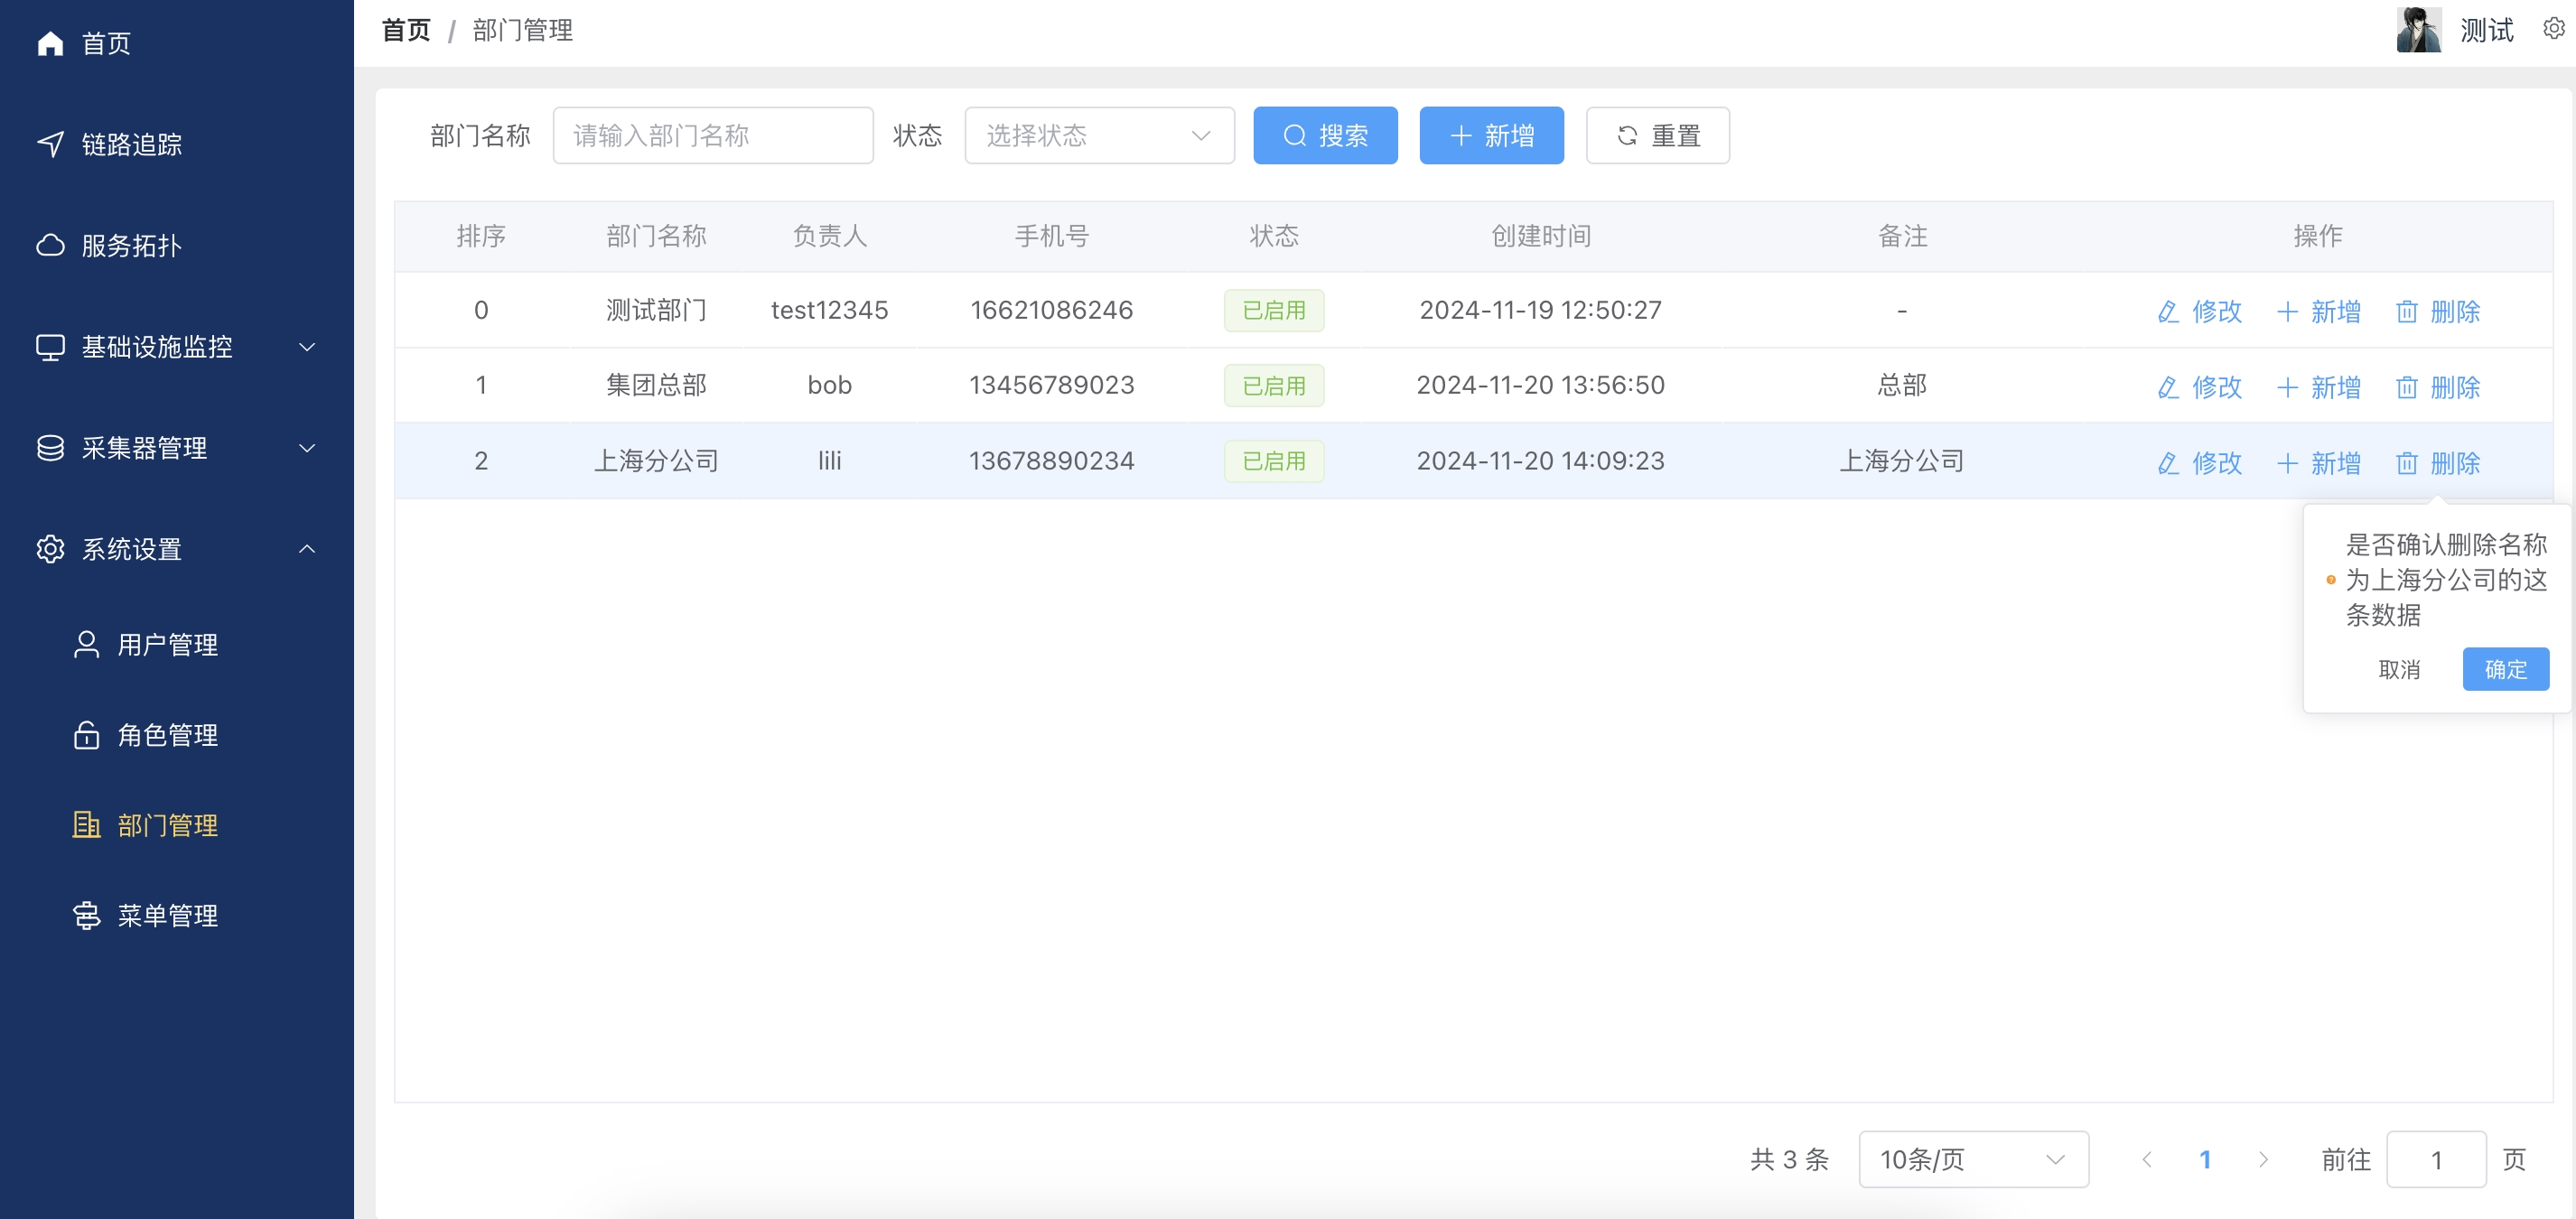 首页
链路追踪
服务拓扑
基础设施监控
采集器管理
系统设置
用户管理
角色管理
部门管理
菜单管理
首页 / 部门管理
测试
部门名称 请输入部门名称 状态 选择状态 搜索 新增 重置
排序 部门名称 负责人 手机号 状态 创建时间 备注 操作
0 测试部门 test12345 16621086246 已启用 2024-11-19 12:50:27 - 修改 新增 删除
1 集团总部 bob 13456789023 已启用 2024-11-20 13:56:50 总部 修改 新增 删除
2 上海分公司 lili 13678890234 已启用 2024-11-20 14:09:23 上海分公司 修改 新增 删除
是否确认删除名称
为上海分公司的这
条数据
取消 确定
共 3 条 10条/页 1 前往 1 页